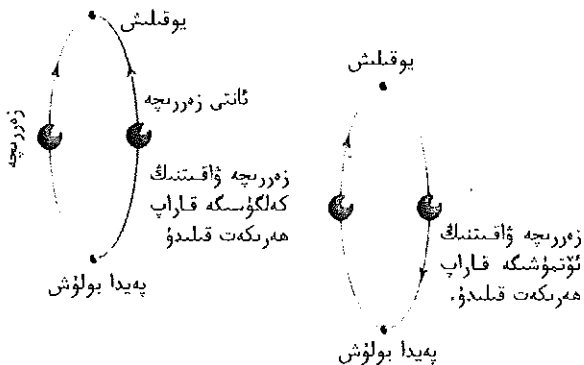 يوقىلىش
ئانتى زەررىچە
زەررىچە
زەررىچە ۋاقىتنىڭ
كەلگۈسىگە قاراپ
ھەرىكەت قىلىدۇ
پەيدا بولۇش
يوقىلىش
زەررىچە ۋاقىتنىڭ
ئۆتمۈشىگە قاراپ
ھەرىكەت قىلىدۇ.
پەيدا بولۇش